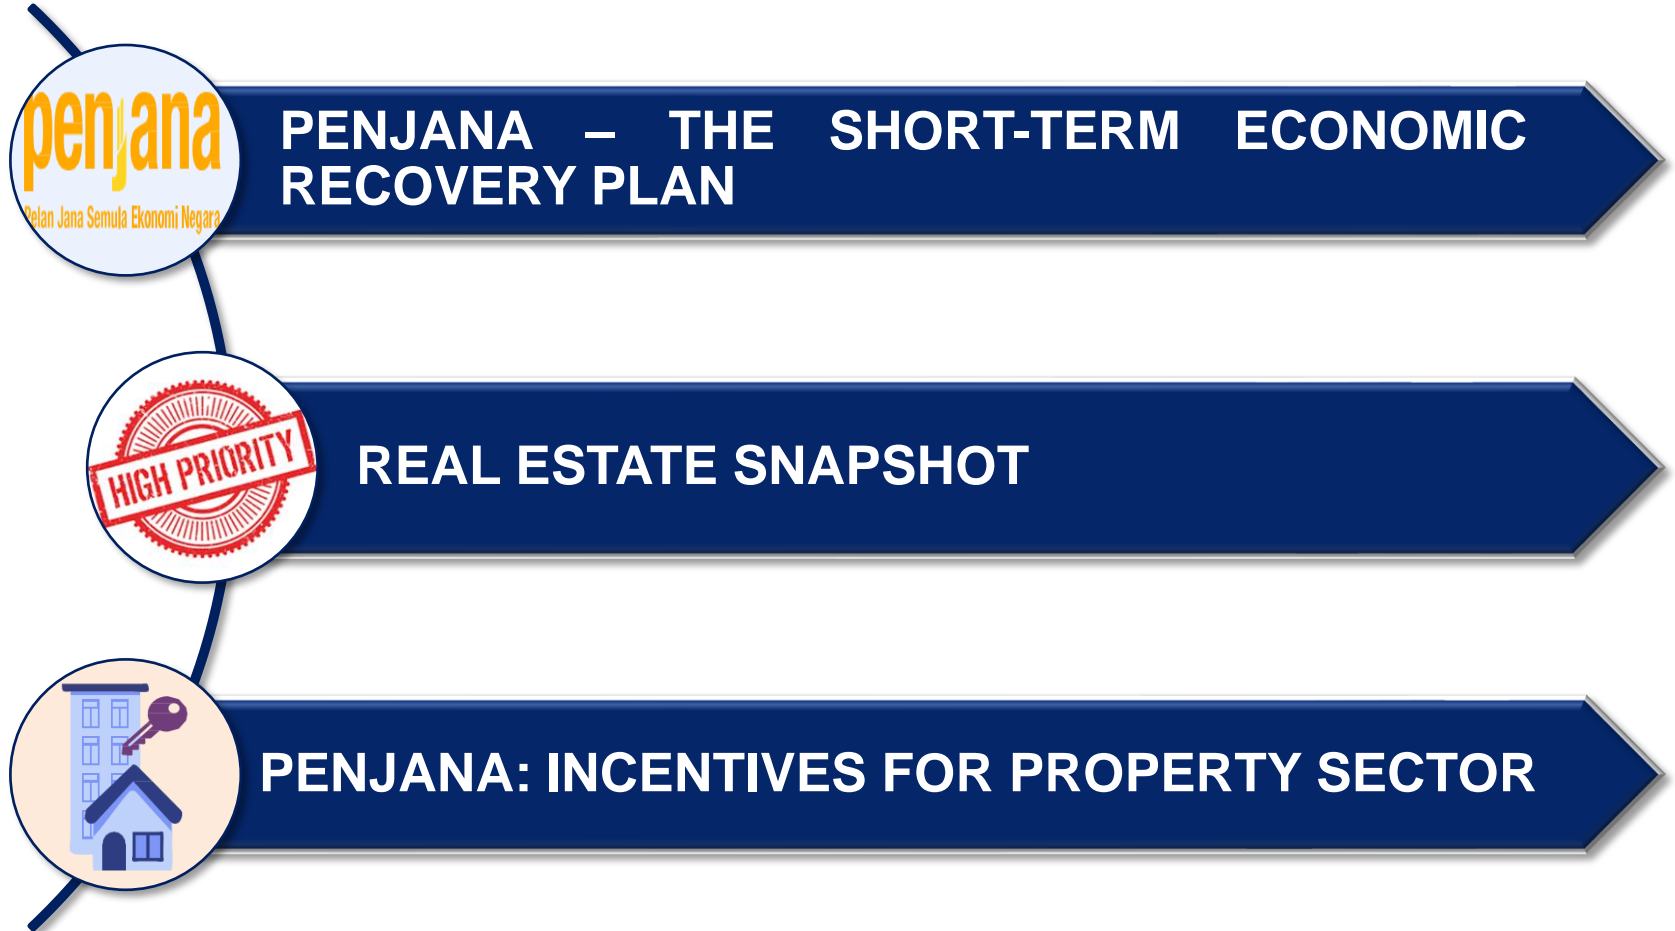 penjana
Pelan Jana Semula Ekonomi Negara
PENJANA – THE SHORT-TERM ECONOMIC
RECOVERY PLAN
HIGH PRIORITY
REAL ESTATE SNAPSHOT
PENJANA: INCENTIVES FOR PROPERTY SECTOR